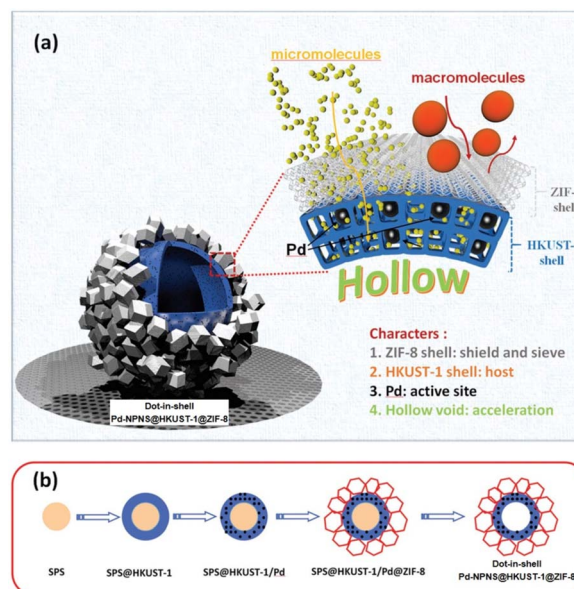 (a)
micromolecules
macromolecules
ZIF-
shel
Pd
HKUST-
shell
Hollow
Characters :
1. ZIF-8 shell: shield and sieve
2. HKUST-1 shell: host
3. Pd: active site
4. Hollow void: acceleration
Dot-in-shell
Pd-NPNS@HKUST-1@ZIF-8
(b)
SPS
SPS@HKUST-1
SPS@HKUST-1/Pd
SPS@HKUST-1/Pd@ZIF-8
Dot-in-shell
Pd-NPNS@HKUST-1@ZIF-8